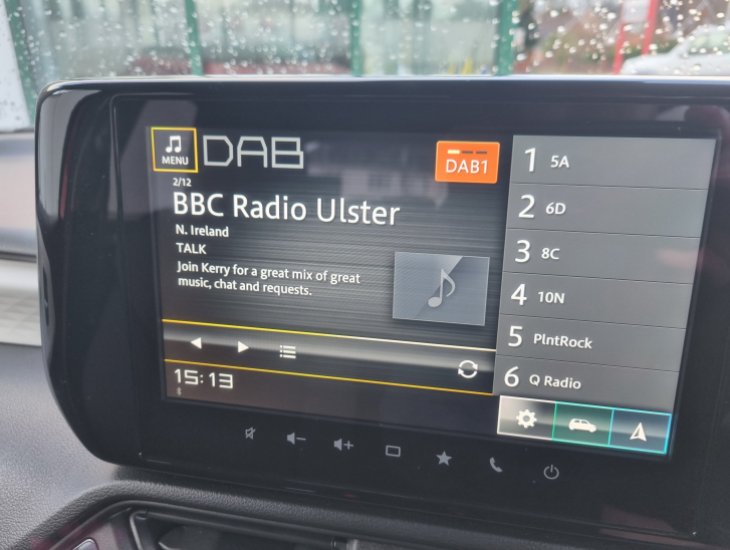 MENU
DAB
DAB1
2/12
BBC Radio Ulster
N. Ireland
TALK
Join Kerry for a great mix of great
music, chat and requests.
15:13
1 5A
2 6D
3 8C
4 10N
5 PlntRock
6 Q Radio